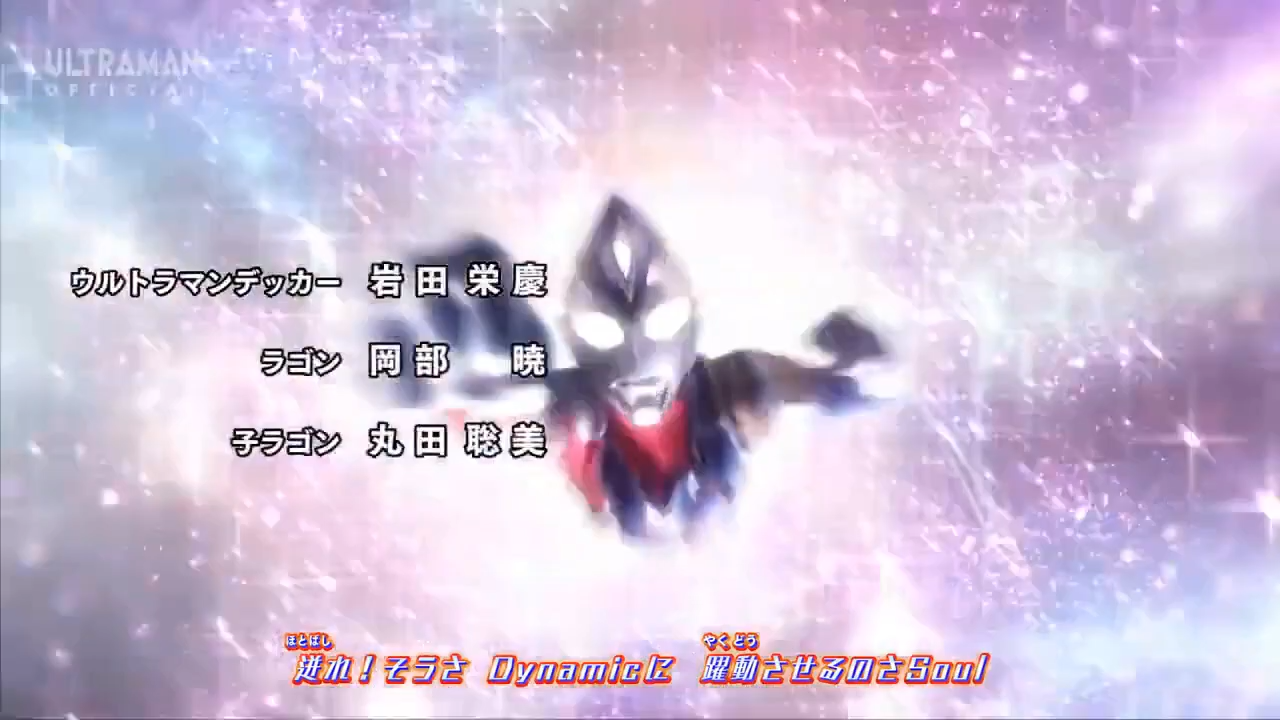 ULTRAMAN
OFFICIAL
ウルトラマンデッカー 岩田 栄慶
ラゴン 岡部 暁
子ラゴン 丸田 聡美
ほとばし やくどう
迸れ！そうさ Dynamicに 躍動させるのさSoul